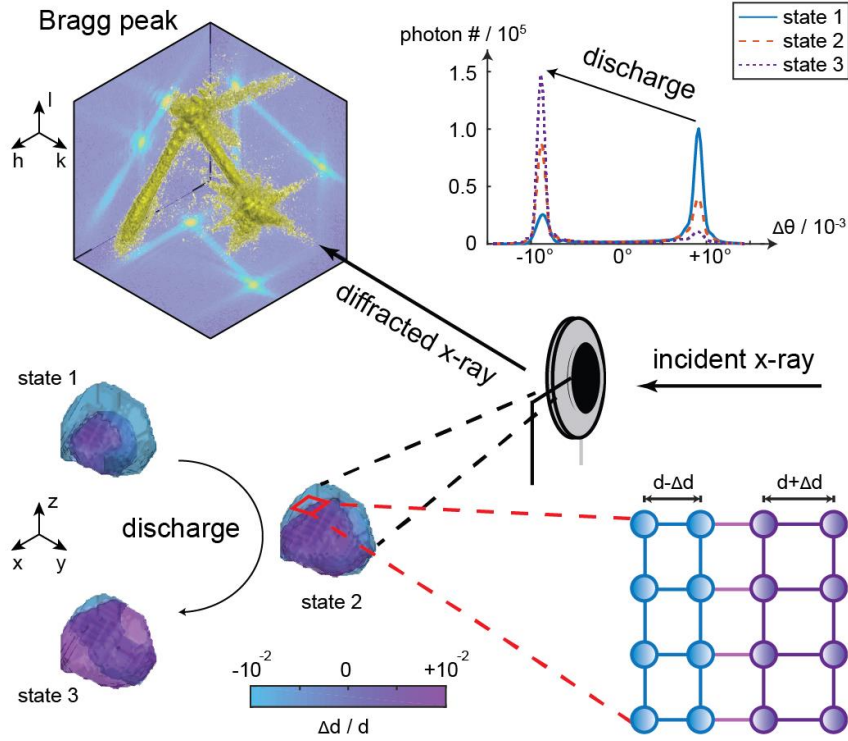 Bragg peak
l
h
k
photon # / 10⁵
state 1
state 2
state 3
discharge
1.5
1.0
0.5
0
-10°
0°
+10°
Δθ / 10⁻³
diffracted x-ray
incident x-ray
state 1
discharge
z
x
y
state 2
state 3
-10⁻²
0
+10⁻²
Δd / d
d-Δd
d+Δd